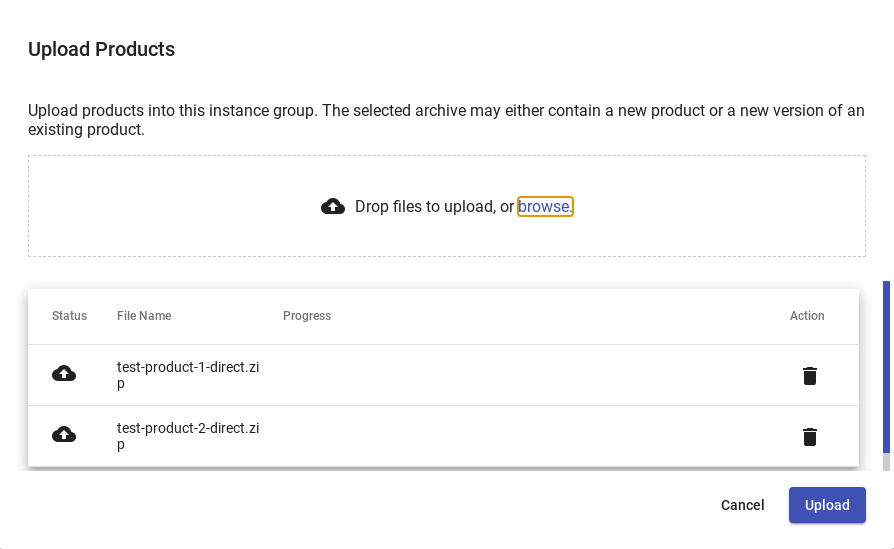 Upload Products
Upload products into this instance group. The selected archive may either contain a new product or a new version of an
existing product.
Drop files to upload, or browse.
Status File Name Progress Action
test-product-1-direct.zi
p
test-product-2-direct.zi
p
Cancel Upload